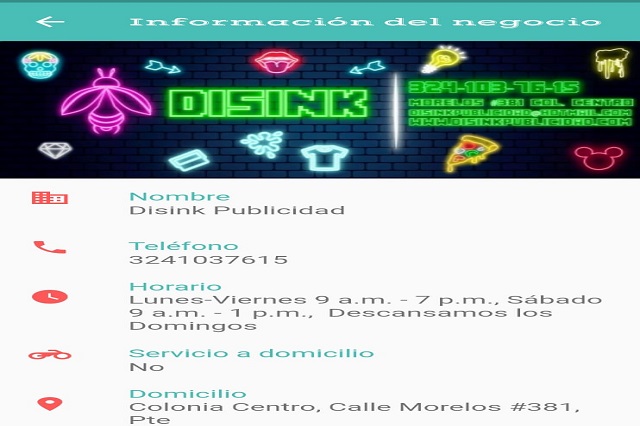 Información del negocio
DISINK
324-103-76-15
MORELOS #381 COL. CENTRO
DISINKPUBLICIDAD@HOTMAIL.COM
WWW.DISINKPUBLICIDAD.COM
Nombre
Disink Publicidad
Teléfono
3241037615
Horario
Lunes-Viernes 9 a.m. - 7 p.m., Sábado
9 a.m. - 1 p.m., Descansamos los
Domingos
Servicio a domicilio
No
Domicilio
Colonia Centro, Calle Morelos #381,
Pte